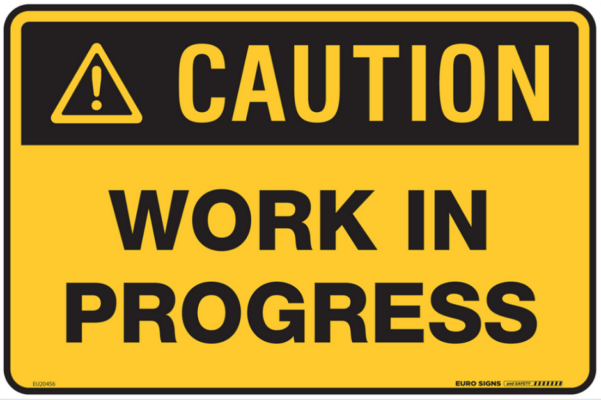 CAUTION
WORK IN
PROGRESS
EU20456 EURO SIGNS and SAFETY